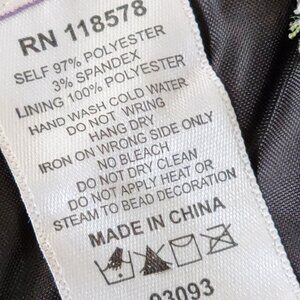 RN 118578
SELF 97% POLYESTER
3% SPANDEX
LINING 100% POLYESTER
HAND WASH COLD WATER
DO NOT WRING
HANG DRY
IRON ON WRONG SIDE ONLY
NO BLEACH
DO NOT DRY CLEAN
DO NOT APPLY HEAT OR
STEAM TO BEAD DECORATION
MADE IN CHINA
03093